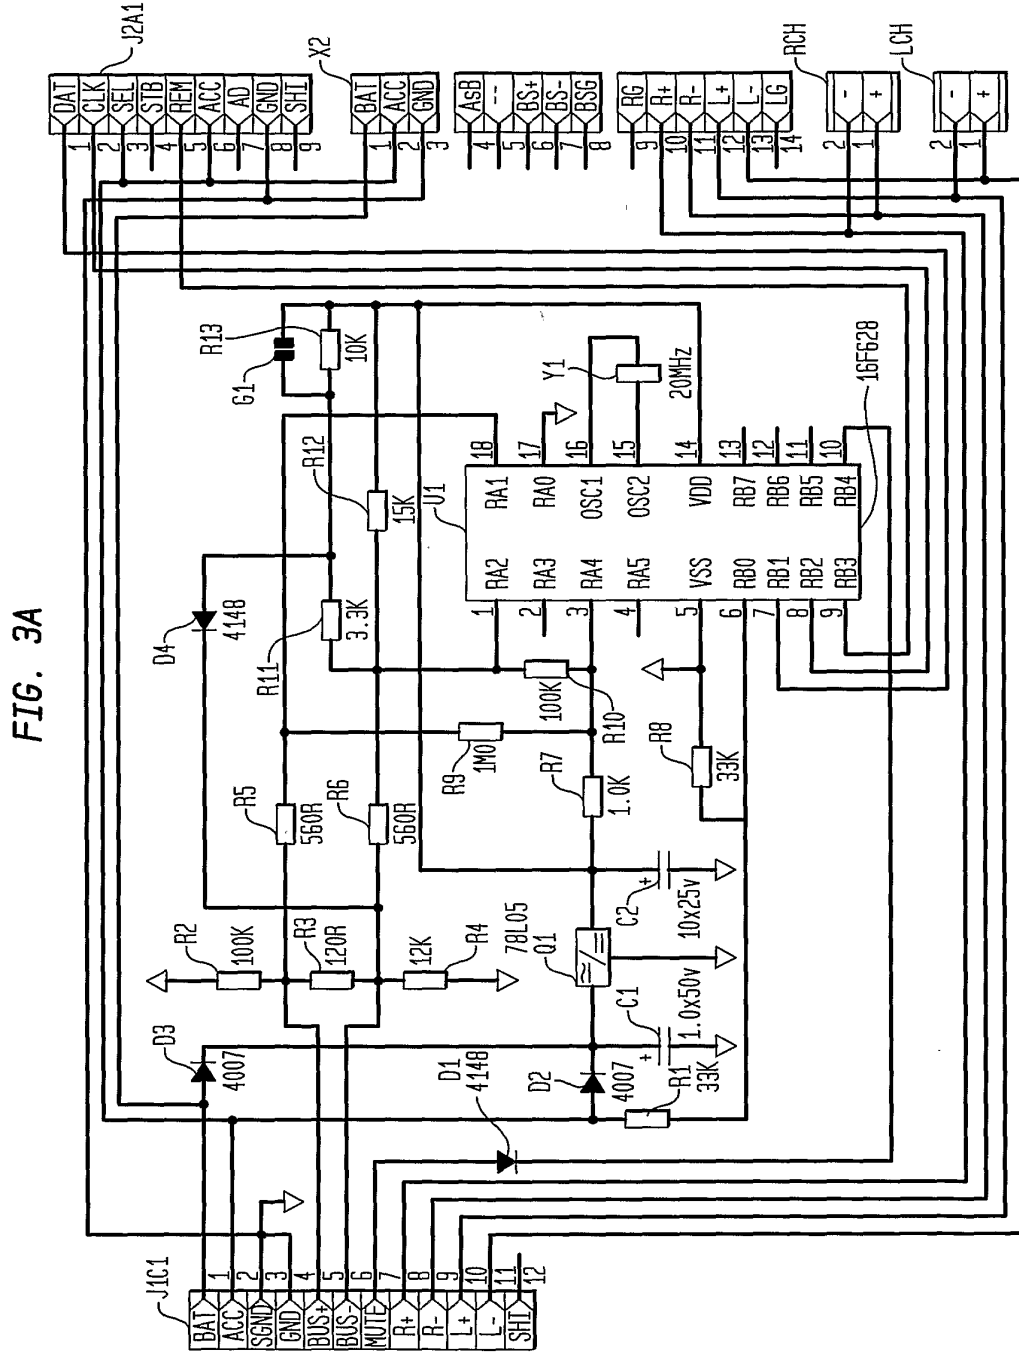 FIG. 3A
J2A1
DAT 1
CLK 2
SEL 3
STB 4
REM 5
ACC 6
AD 7
GND 8
SHI 9
X2
BAT 1
ACC 2
GND 3
AsB 4
-- 5
BS+ 6
BS- 7
BSG 8
RG 9
R+ 10
R- 11
L+ 12
L- 13
LG 14
RCH
- 2
+ 1
LCH
- 2
+ 1
J1C1
BAT 1
ACC 2
SGND 3
GND 4
BUS+ 5
BUS- 6
MUTE 7
R+ 8
R- 9
L+ 10
L- 11
SHI 12
D3
4007
D1
4148
D2
4007
R1
33K
C1
+
1.0x50v
78L05
Q1
C2
+
10x25v
R2
100K
R3
120R
12K
R4
R5
560R
R6
560R
D4
4148
R9
1M0
R7
1.0K
R8
33K
R10
100K
R11
3.3K
R12
15K
R13
10K
G1
U1
Y1
20MHz
16F628
1 RA2
2 RA3
3 RA4
4 RA5
5 VSS
6 RB0
7 RB1
8 RB2
9 RB3
RA1 18
RA0 17
OSC1 16
OSC2 15
VDD 14
RB7 13
RB6 12
RB5 11
RB4 10